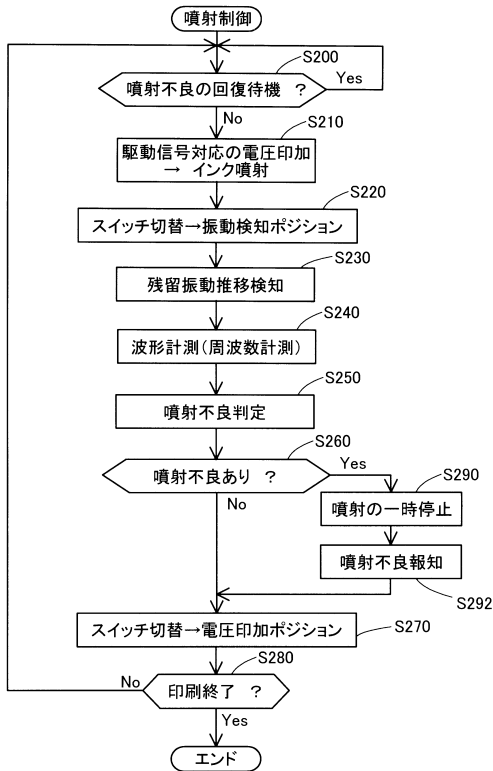 噴射制御
S200
噴射不良の回復待機 ？
Yes
No
S210
駆動信号対応の電圧印加
→ インク噴射
S220
スイッチ切替→振動検知ポジション
S230
残留振動推移検知
S240
波形計測(周波数計測)
S250
噴射不良判定
S260
噴射不良あり ？
Yes
No
S290
噴射の一時停止
噴射不良報知
S292
スイッチ切替→電圧印加ポジション
S270
S280
印刷終了 ？
No
Yes
エンド